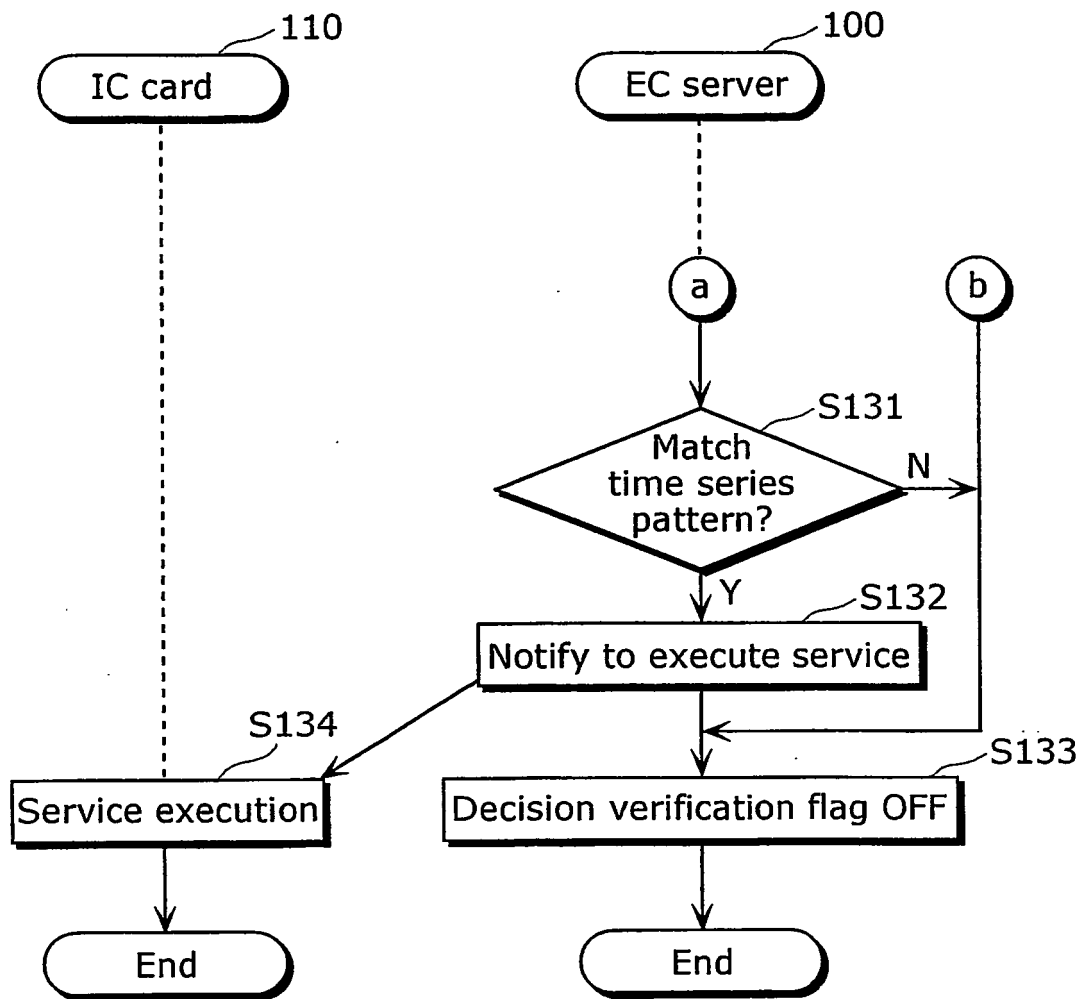 110
100
IC card
EC server
a
b
S131
Match
time series
pattern?
N
Y
S132
Notify to execute service
S134
S133
Service execution
Decision verification flag OFF
End
End